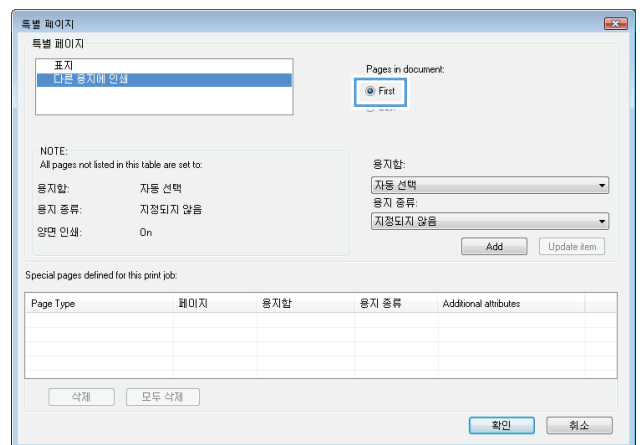 특별 페이지
특별 페이지
표지
다른 용지에 인쇄
Pages in document:
First
NOTE:
All pages not listed in this table are set to:
용지함: 자동 선택
용지 종류: 지정되지 않음
양면 인쇄: On
용지함:
자동 선택
용지 종류:
지정되지 않음
Add Update item
Special pages defined for this print job:
Page Type 페이지 용지함 용지 종류 Additional attributes
삭제 모두 삭제
확인 취소